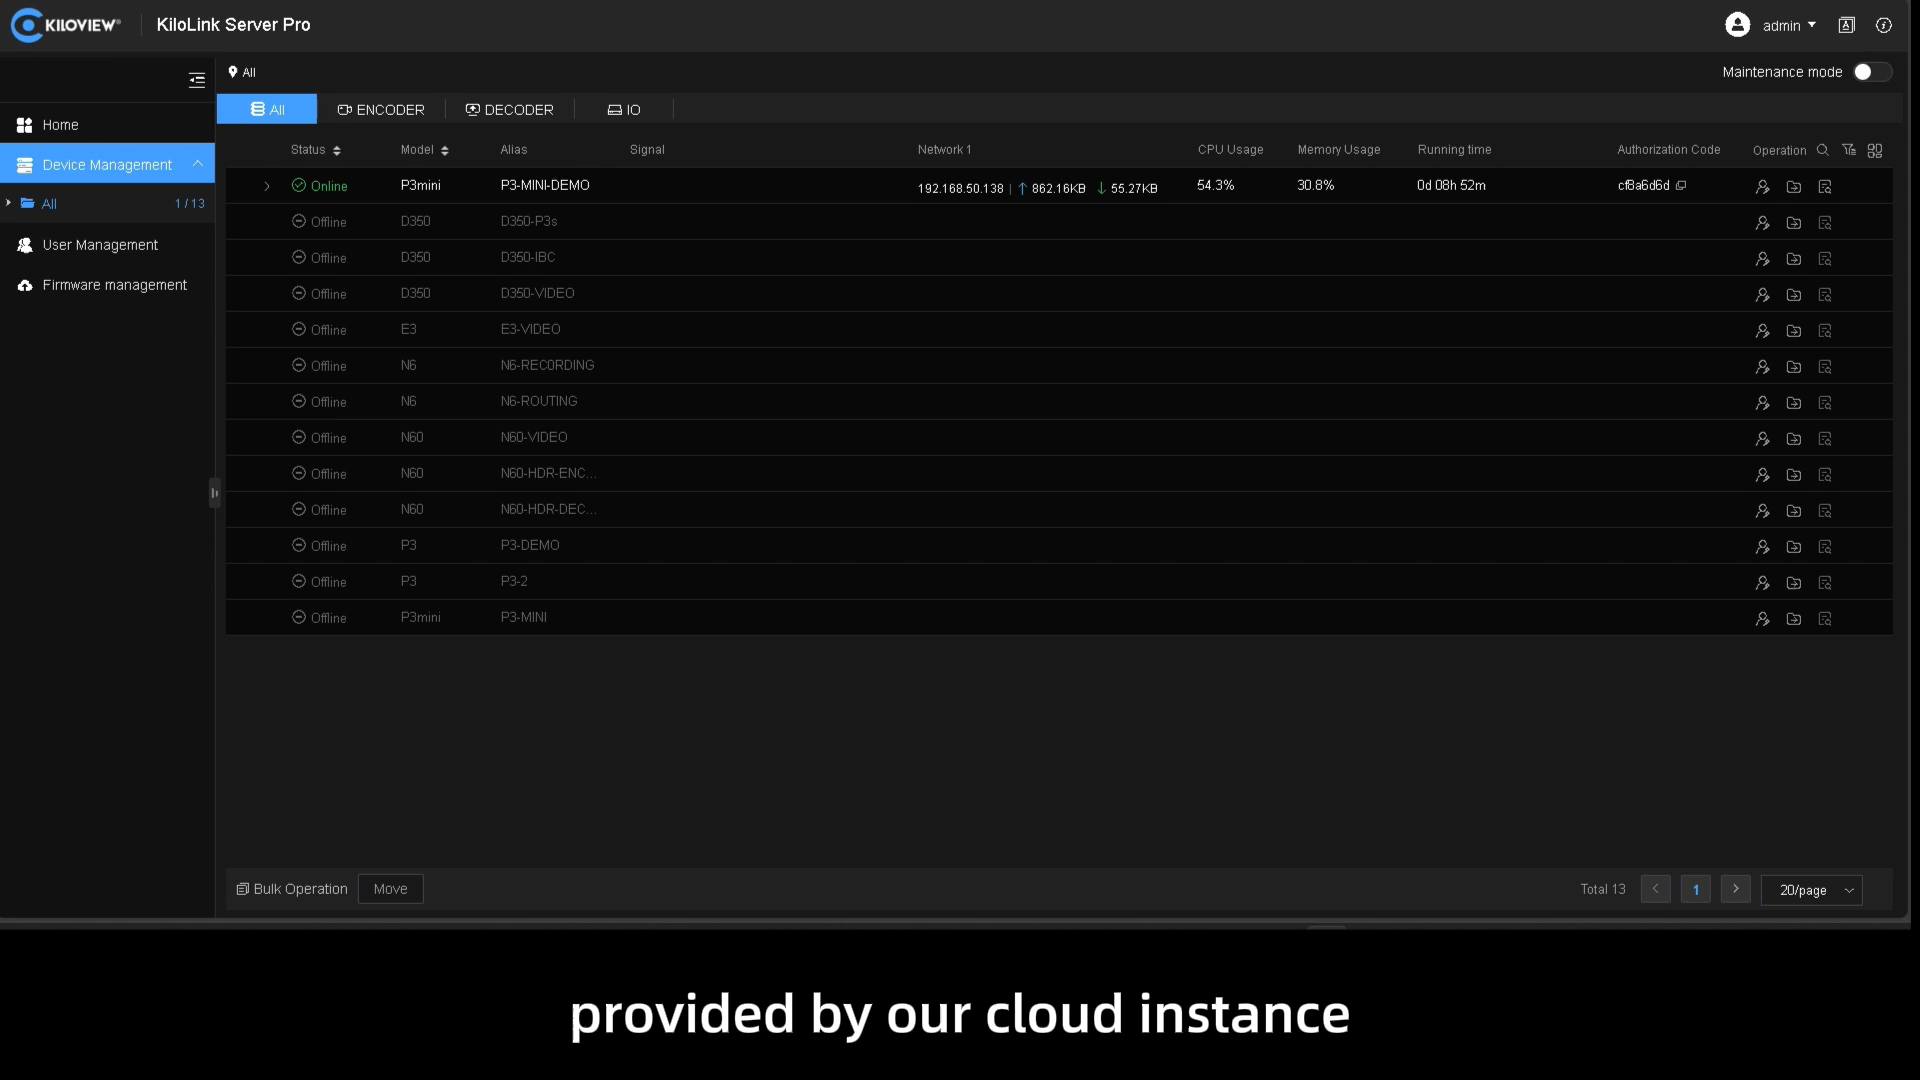 KILOVIEW® KiloLink Server Pro admin
All Maintenance mode
Home
Device Management
All 1 / 13
User Management
Firmware management
All ENCODER DECODER IO
Status Model Alias Signal Network 1 CPU Usage Memory Usage Running time Authorization Code Operation
Online P3mini P3-MINI-DEMO 192.168.50.138 | ↑ 862.16KB ↓ 55.27KB 54.3% 30.8% 0d 08h 52m cf8a6d6d
Offline D350 D350-P3s
Offline D350 D350-IBC
Offline D350 D350-VIDEO
Offline E3 E3-VIDEO
Offline N6 N6-RECORDING
Offline N6 N6-ROUTING
Offline N60 N60-VIDEO
Offline N60 N60-HDR-ENC...
Offline N60 N60-HDR-DEC...
Offline P3 P3-DEMO
Offline P3 P3-2
Offline P3mini P3-MINI
Bulk Operation Move Total 13 < 1 > 20/page
provided by our cloud instance